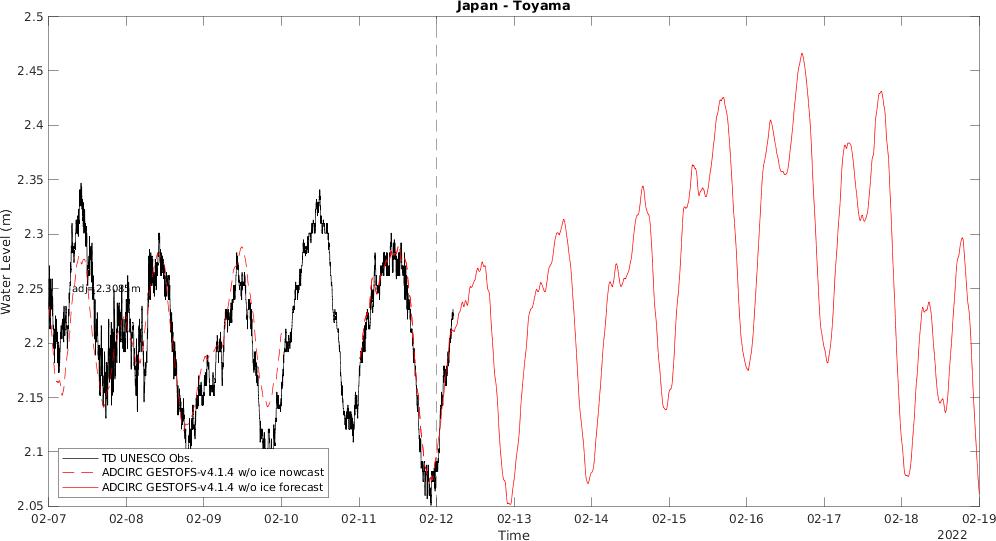 Japan - Toyama
2.5
2.45
2.4
2.35
2.3
2.25
2.2
2.15
2.1
2.05
Water Level (m)
adj=2.3085m
TD UNESCO Obs.
ADCIRC GESTOFS-v4.1.4 w/o ice nowcast
ADCIRC GESTOFS-v4.1.4 w/o ice forecast
02-07 02-08 02-09 02-10 02-11 02-12 02-13 02-14 02-15 02-16 02-17 02-18 02-19
Time
2022